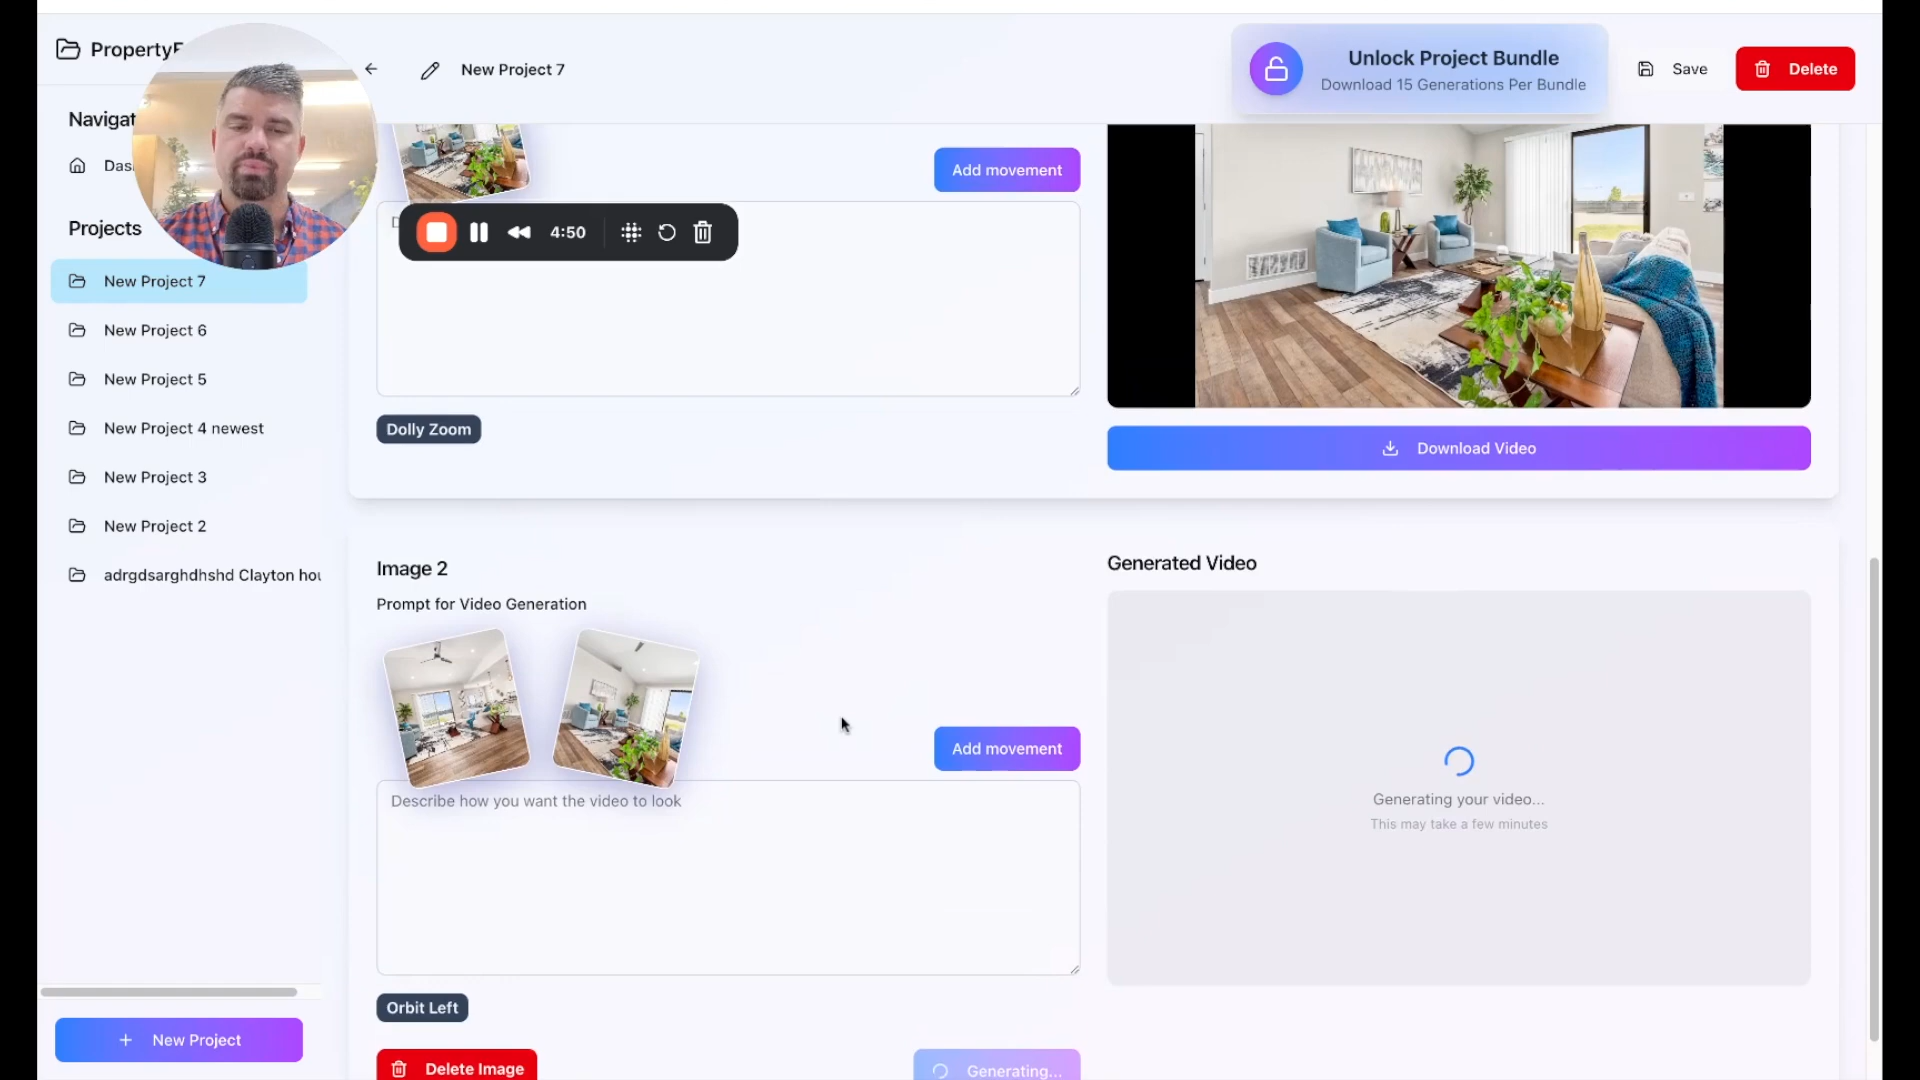 PropertyE
New Project 7
Unlock Project Bundle
Download 15 Generations Per Bundle
Save
Delete
Navigat
Das
Projects
New Project 7
New Project 6
New Project 5
New Project 4 newest
New Project 3
New Project 2
adrgdsarghdhshd Clayton hou
New Project
Add movement
4:50
Dolly Zoom
Download Video
Image 2
Prompt for Video Generation
Add movement
Describe how you want the video to look
Orbit Left
Delete Image
Generating...
Generated Video
Generating your video...
This may take a few minutes